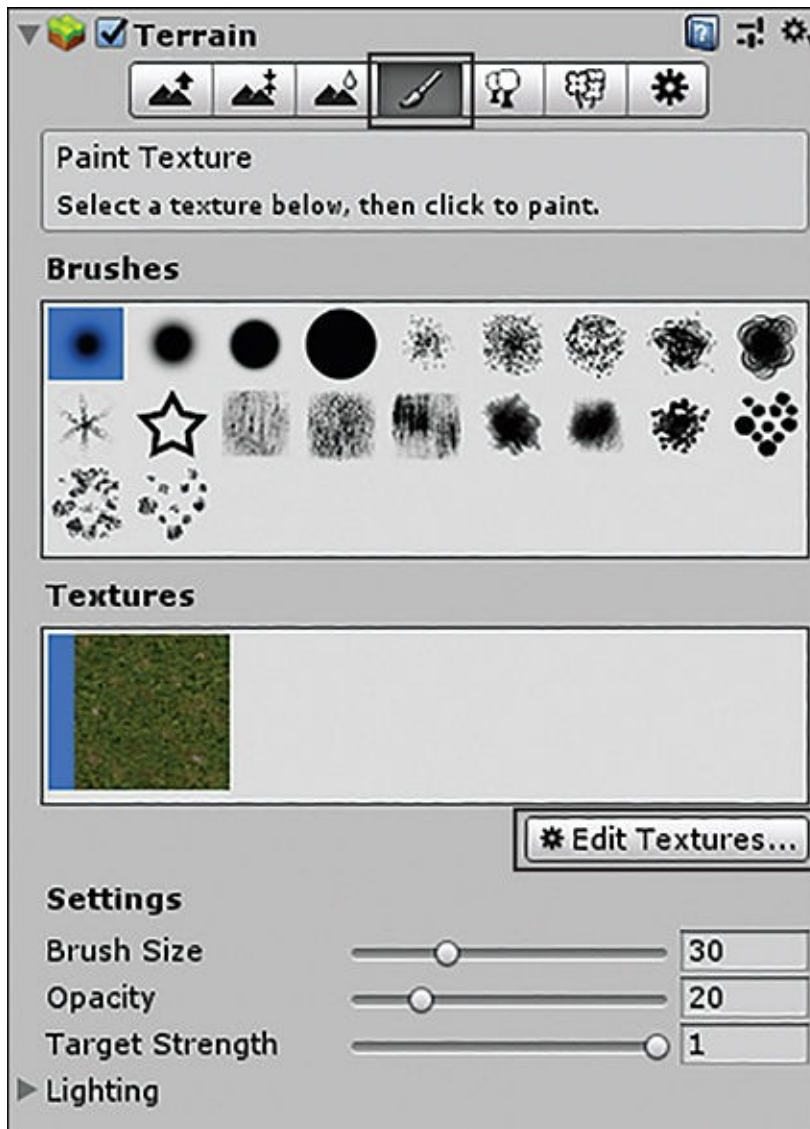 Terrain
Paint Texture
Select a texture below, then click to paint.
Brushes
Textures
Edit Textures...
Settings
Brush Size 30
Opacity 20
Target Strength 1
Lighting